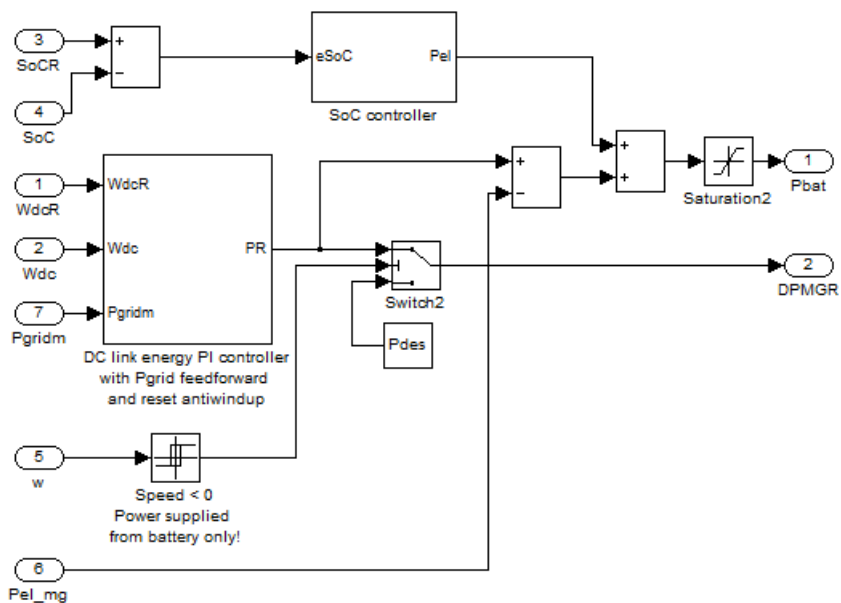 3
SoCR
+
−
4
SoC
eSoC
Pel
SoC controller
1
WdcR
2
Wdc
7
Pgridm
WdcR
Wdc
Pgridm
PR
DC link energy PI controller
with Pgrid feedforward
and reset antiwindup
+
−
+
+
Saturation2
1
Pbat
Switch2
2
DPMGR
Pdes
5
w
Speed < 0
Power supplied
from battery only!
6
Pel_mg